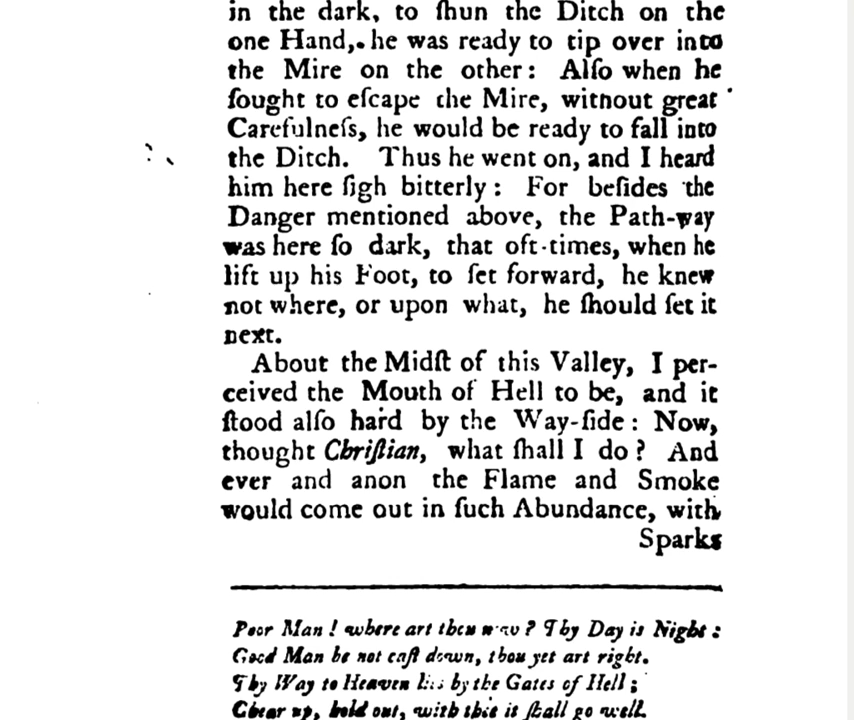 in the dark, to ſhun the Ditch on the
one Hand,. he was ready to tip over into
the Mire on the other: Alſo when he
ſought to eſcape the Mire, without great
Carefulneſs, he would be ready to fall into
the Ditch. Thus he went on, and I heard
him here ſigh bitterly: For beſides the
Danger mentioned above, the Path-way
was here ſo dark, that oft-times, when he
lift up his Foot, to ſet forward, he knew
not where, or upon what, he ſhould ſet it
next.
About the Midſt of this Valley, I per-
ceived the Mouth of Hell to be, and it
ſtood alſo hard by the Way-ſide: Now,
thought Chriſtian, what ſhall I do? And
ever and anon the Flame and Smoke
would come out in ſuch Abundance, with
Sparks
Poor Man! where art thou now? Thy Day is Night:
Good Man be not caſt down, thou yet art right.
Thy Way to Heaven lies by the Gates of Hell;
Chear up, hold out, with thee it ſhall go well.